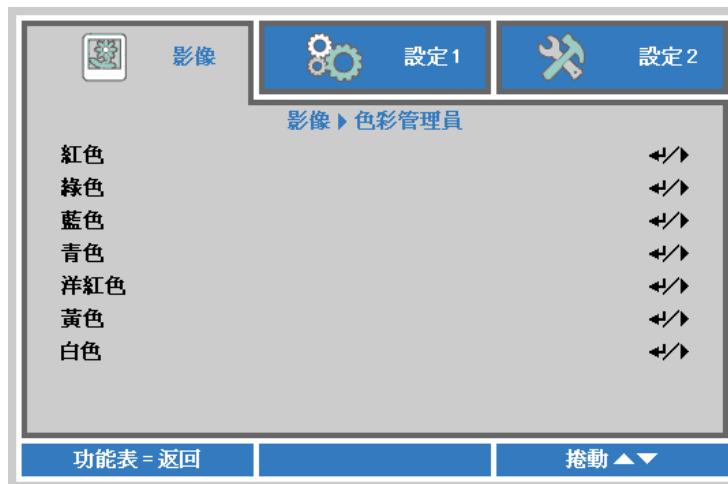 影像 設定1 設定2
影像 ▶ 色彩管理員
紅色
綠色
藍色
青色
洋紅色
黃色
白色
功能表 = 返回 捲動 ▲▼